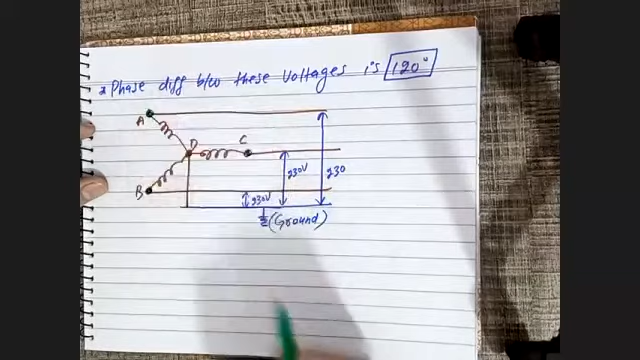 * Phase diff b/w these Voltages is 120°
A
D
C
B
230V
230
230V
(Ground)